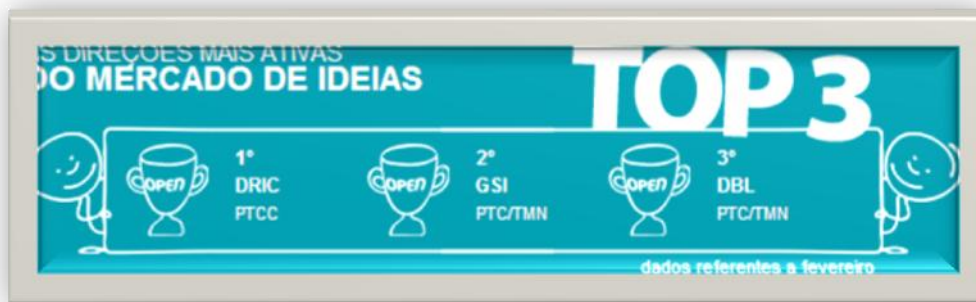 S DIREÇÕES MAIS ATIVAS
DO MERCADO DE IDEIAS
TOP 3
OPEN
1º
DRIC
PTCC
OPEN
2º
GSI
PTC/TMN
OPEN
3º
DBL
PTC/TMN
dados referentes a fevereiro